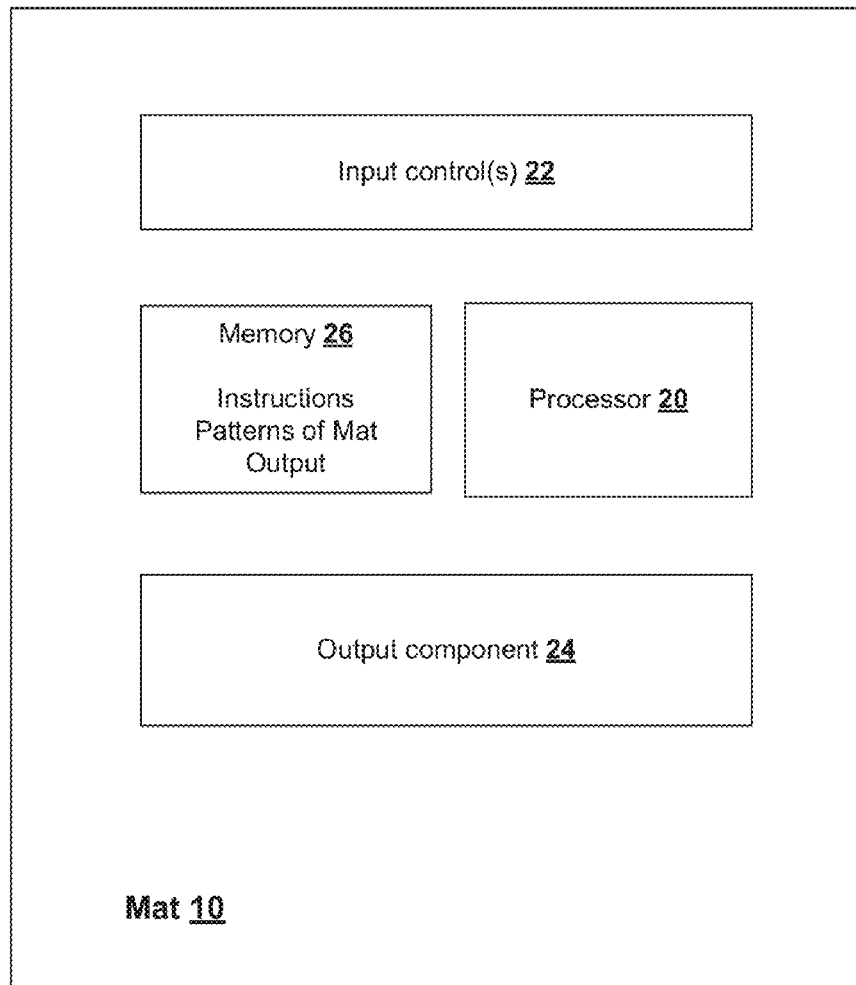 Input control(s) 22
Memory 26
Instructions
Patterns of Mat
Output
Processor 20
Output component 24
Mat 10